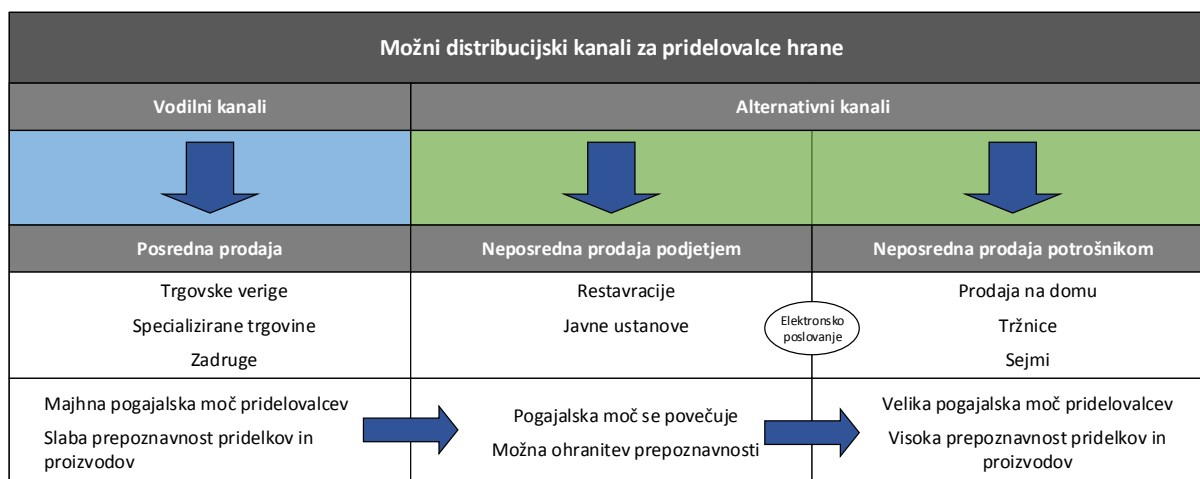 Možni distribucijski kanali za pridelovalce hrane
Vodilni kanali
Alternativni kanali
Posredna prodaja
Neposredna prodaja podjetjem
Neposredna prodaja potrošnikom
Trgovske verige
Specializirane trgovine
Zadruge
Restavracije
Javne ustanove
Elektronsko
poslovanje
Prodaja na domu
Tržnice
Sejmi
Majhna pogajalska moč pridelovalcev
Slaba prepoznavnost pridelkov in
proizvodov
Pogajalska moč se povečuje
Možna ohranitev prepoznavnosti
Velika pogajalska moč pridelovalcev
Visoka prepoznavnost pridelkov in
proizvodov